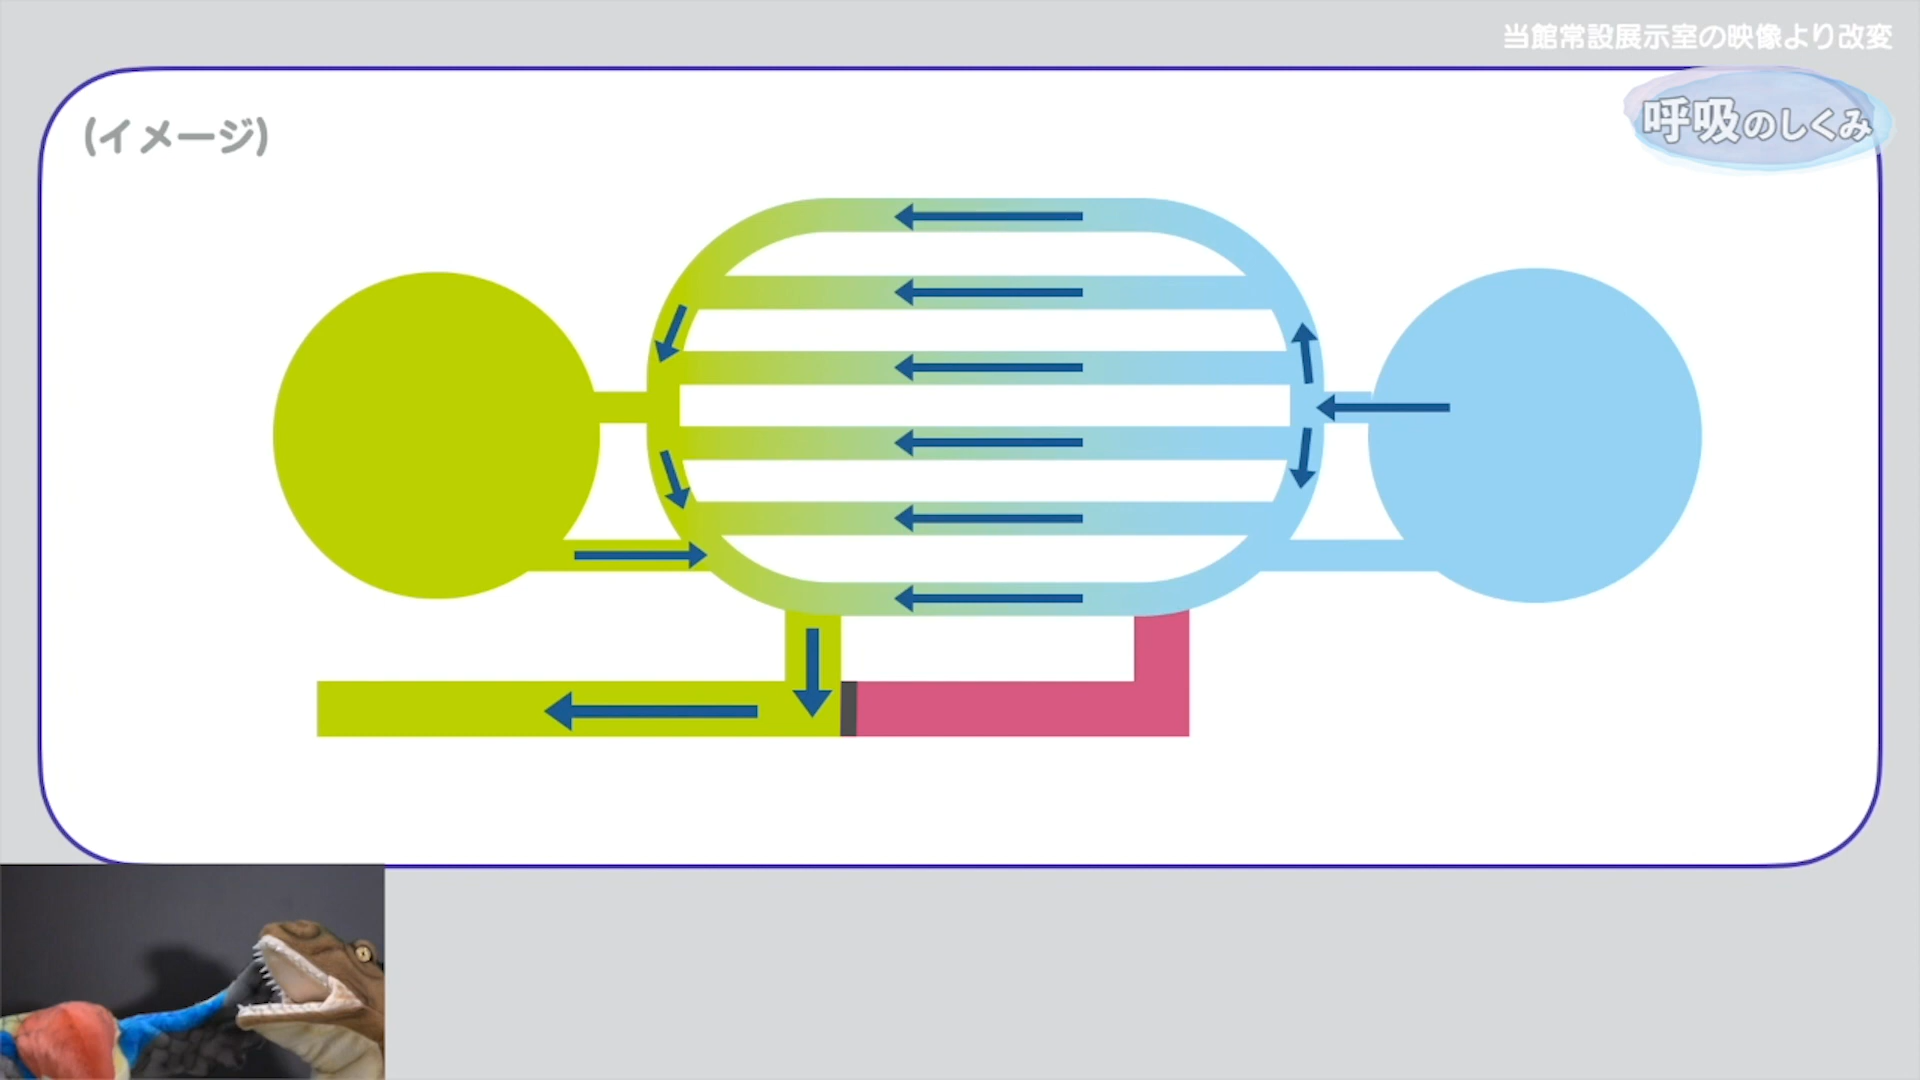 当館常設展示室の映像より改変
(イメージ)
呼吸のしくみ